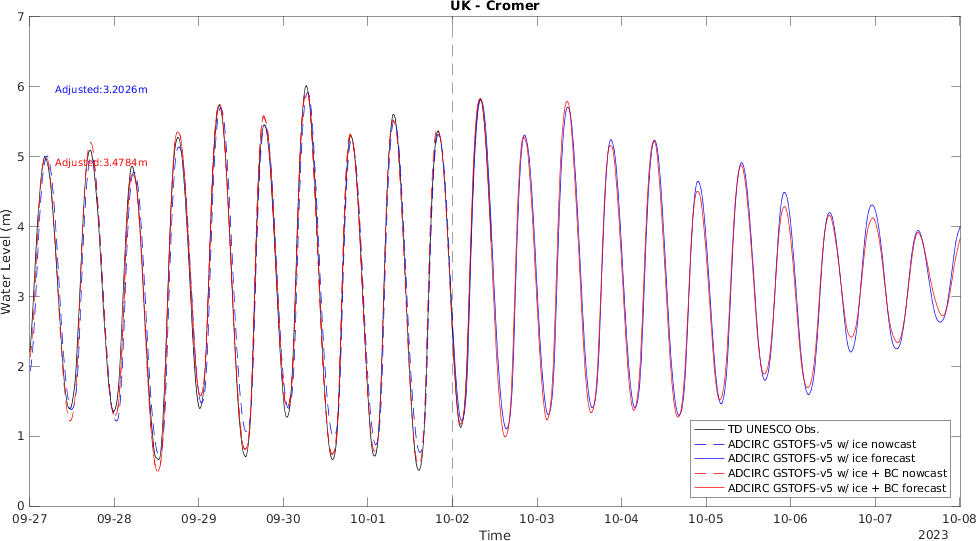 UK - Cromer
7
6
5
4
3
2
1
0
Water Level (m)
Adjusted:3.2026m
Adjusted:3.4784m
TD UNESCO Obs.
ADCIRC GSTOFS-v5 w/ ice nowcast
ADCIRC GSTOFS-v5 w/ ice forecast
ADCIRC GSTOFS-v5 w/ ice + BC nowcast
ADCIRC GSTOFS-v5 w/ ice + BC forecast
09-27 09-28 09-29 09-30 10-01 10-02 10-03 10-04 10-05 10-06 10-07 10-08
Time
2023